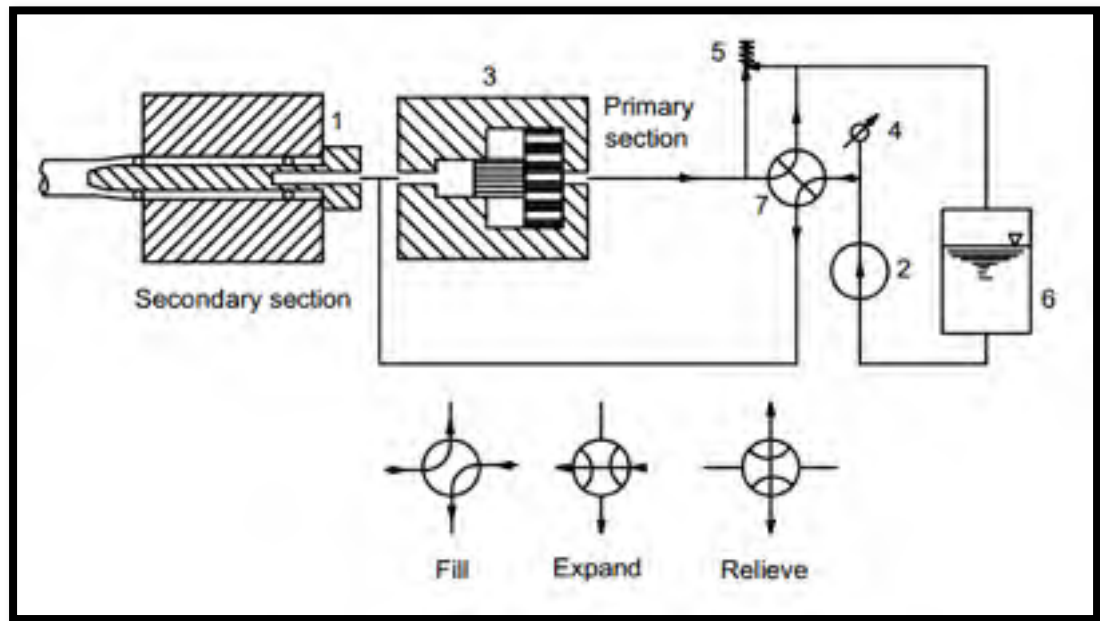 5
3
1
Primary
section
4
7
2
Secondary section
6
Fill
Expand
Relieve